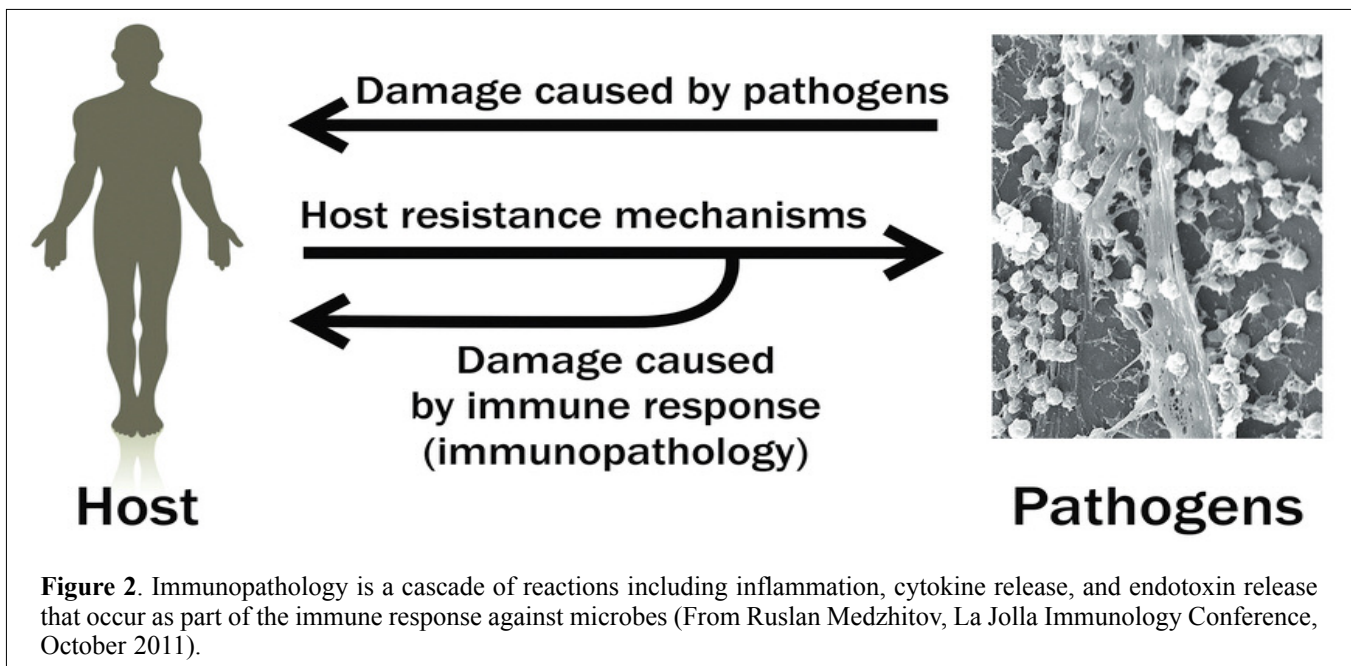 Damage caused by pathogens
Host resistance mechanisms
Damage caused
by immune response
(immunopathology)
Host
Pathogens
Figure 2. Immunopathology is a cascade of reactions including inflammation, cytokine release, and endotoxin release
that occur as part of the immune response against microbes (From Ruslan Medzhitov, La Jolla Immunology Conference,
October 2011).